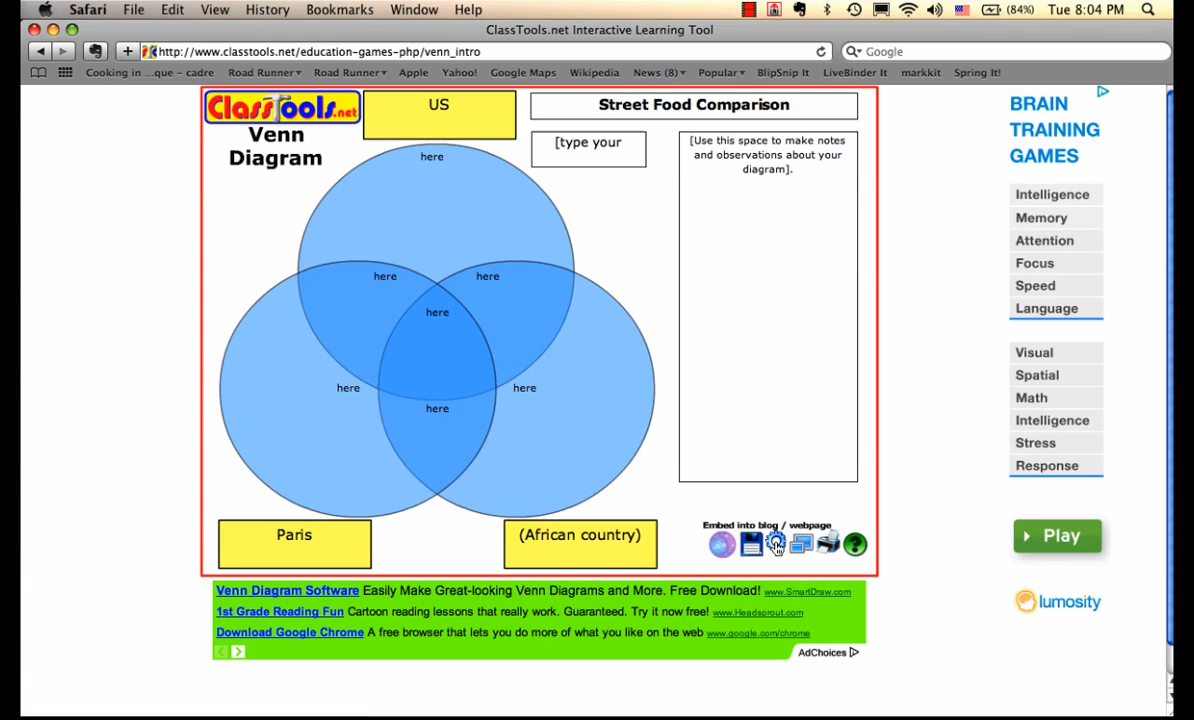 Safari File Edit View History Bookmarks Window Help (84%) Tue 8:04 PM
ClassTools.net Interactive Learning Tool
http://www.classtools.net/education-games-php/venn_intro
Google
Cooking in ...que - cadre Road Runner▾ Road Runner▾ Apple Yahoo! Google Maps Wikipedia News (8)▾ Popular▾ BlipSnip It LiveBinder It markkit Spring It!
ClassTools.net
Venn
Diagram
US
Street Food Comparison
[type your
[Use this space to make notes
and observations about your
diagram].
here
here here
here
here here
here
Paris
(African country)
Embed into blog / webpage
?
Venn Diagram Software Easily Make Great-looking Venn Diagrams and More. Free Download! www.SmartDraw.com
1st Grade Reading Fun Cartoon reading lessons that really work. Guaranteed. Try it now free! www.Headsprout.com
Download Google Chrome A free browser that lets you do more of what you like on the web www.google.com/chrome
AdChoices
BRAIN
TRAINING
GAMES
Intelligence
Memory
Attention
Focus
Speed
Language
Visual
Spatial
Math
Intelligence
Stress
Response
Play
lumosity